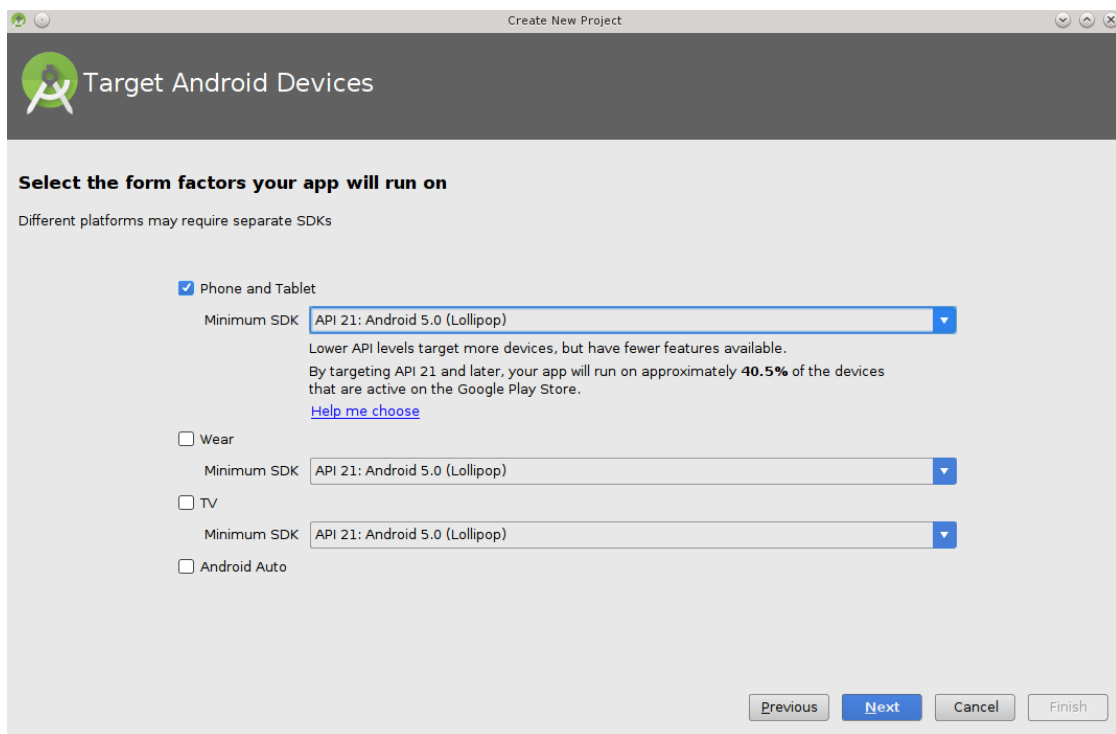 Create New Project
Target Android Devices
Select the form factors your app will run on
Different platforms may require separate SDKs
Phone and Tablet
Minimum SDK API 21: Android 5.0 (Lollipop)
Lower API levels target more devices, but have fewer features available.
By targeting API 21 and later, your app will run on approximately 40.5% of the devices
that are active on the Google Play Store.
Help me choose
Wear
Minimum SDK API 21: Android 5.0 (Lollipop)
TV
Minimum SDK API 21: Android 5.0 (Lollipop)
Android Auto
Previous Next Cancel Finish